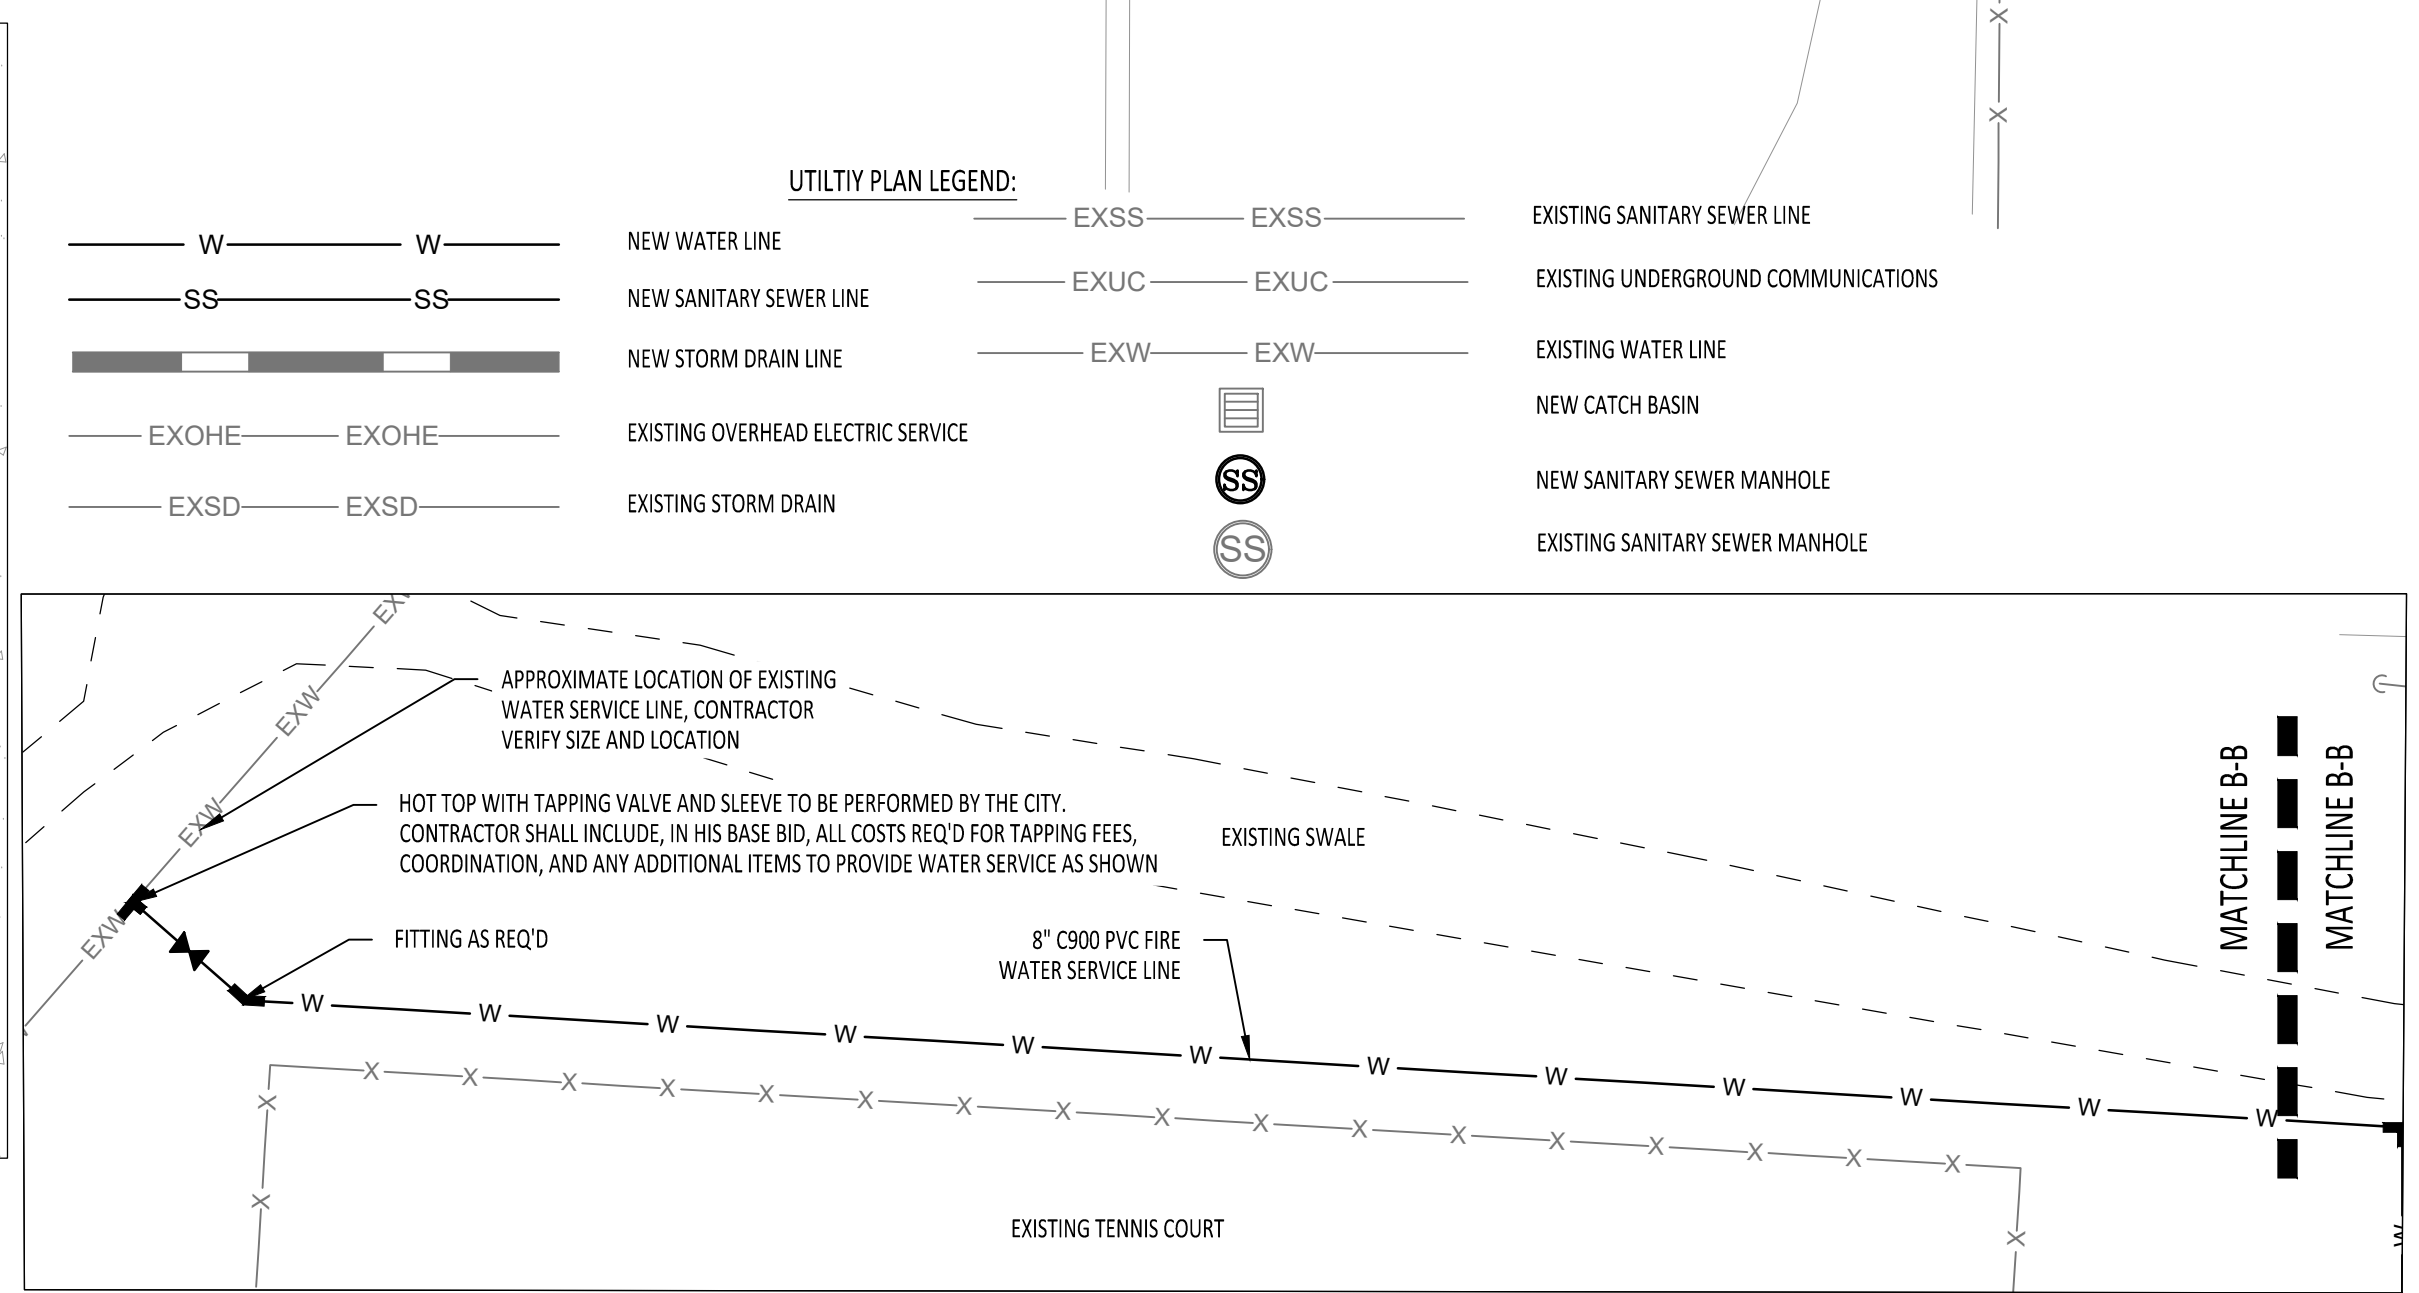 X
X
UTILTIY PLAN LEGEND:
W W NEW WATER LINE
SS SS NEW SANITARY SEWER LINE
NEW STORM DRAIN LINE
EXOHE EXOHE EXISTING OVERHEAD ELECTRIC SERVICE
EXSD EXSD EXISTING STORM DRAIN
EXSS EXSS EXISTING SANITARY SEWER LINE
EXUC EXUC EXISTING UNDERGROUND COMMUNICATIONS
EXW EXW EXISTING WATER LINE
NEW CATCH BASIN
SS NEW SANITARY SEWER MANHOLE
SS EXISTING SANITARY SEWER MANHOLE
EXW
EXW
EXW
EXW
APPROXIMATE LOCATION OF EXISTING
WATER SERVICE LINE, CONTRACTOR
VERIFY SIZE AND LOCATION
HOT TOP WITH TAPPING VALVE AND SLEEVE TO BE PERFORMED BY THE CITY.
CONTRACTOR SHALL INCLUDE, IN HIS BASE BID, ALL COSTS REQ'D FOR TAPPING FEES,
COORDINATION, AND ANY ADDITIONAL ITEMS TO PROVIDE WATER SERVICE AS SHOWN
EXISTING SWALE
MATCHLINE B-B
MATCHLINE B-B
FITTING AS REQ'D
8" C900 PVC FIRE
WATER SERVICE LINE
W W W W W W W W W W W W
X X X X X X X X X X X X X X X X X
X
X
X
W
EXISTING TENNIS COURT